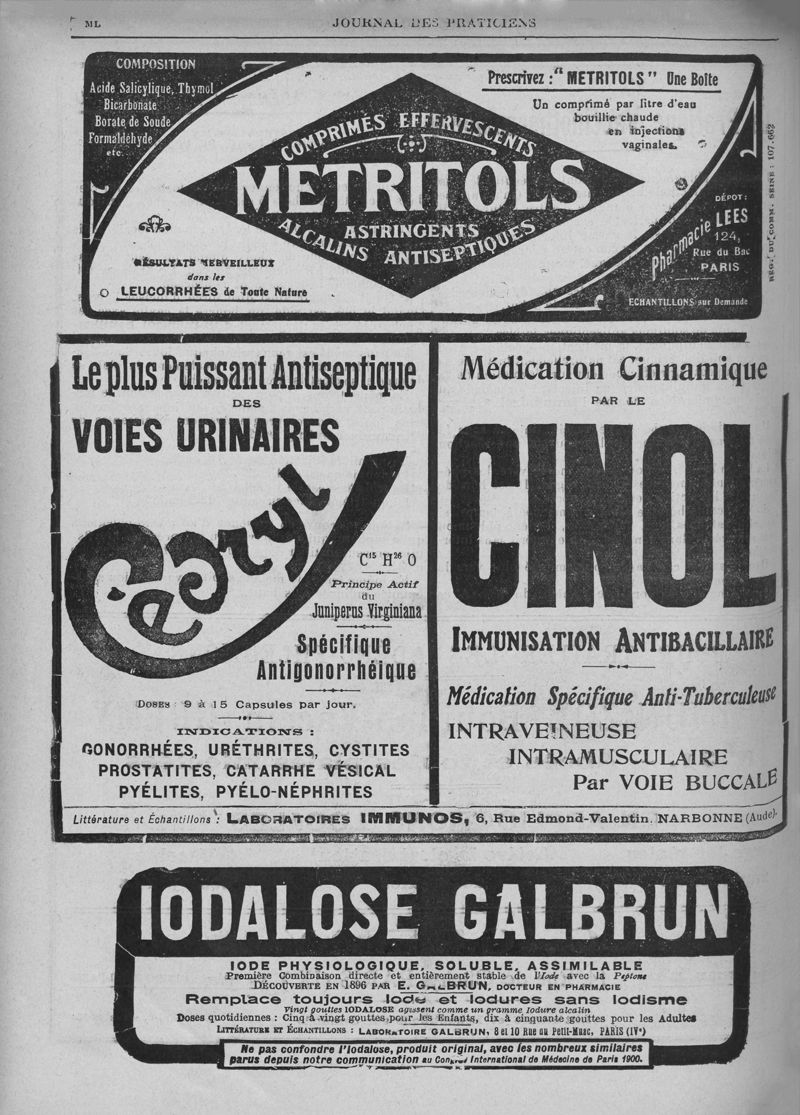 ML
JOURNAL DES PRATICIENS
COMPOSITION
Acide Salicylique, Thymol
Bicarbonate
Borate de Soude
Formaldéhyde
etc.
Prescrivez : "METRITOLS" Une Boîte
Un comprimé par litre d'eau
bouillie chaude
en injections
vaginales.
COMPRIMÉS EFFERVESCENTS
METRITOLS
ASTRINGENTS
ALCALINS ANTISEPTIQUES
RÉSULTATS MERVEILLEUX
dans les
LEUCORRHÉES de Toute Nature
DÉPOT :
Pharmacie LEES
124,
Rue du Bac
PARIS
ECHANTILLONS sur Demande
REG. DU COMM. SEINE : 107.662
Le plus Puissant Antiseptique
DES
VOIES URINAIRES
Cedryl
C15 H26 O
Principe Actif
du
Juniperus Virginiana
Spécifique
Antigonorrhéique
DOSES : 9 à 15 Capsules par jour.
INDICATIONS :
GONORRHÉES, URÉTHRITES, CYSTITES
PROSTATITES, CATARRHE VÉSICAL
PYÉLITES, PYÉLO-NÉPHRITES
Médication Cinnamique
PAR LE
CINOL
IMMUNISATION ANTIBACILLAIRE
Médication Spécifique Anti-Tuberculeuse
INTRAVEINEUSE
INTRAMUSCULAIRE
Par VOIE BUCCALE
Littérature et Échantillons : LABORATOIRES IMMUNOS, 6, Rue Edmond-Valentin. NARBONNE (Aude).
IODALOSE GALBRUN
IODE PHYSIOLOGIQUE, SOLUBLE, ASSIMILABLE
Première Combinaison directe et entièrement stable de l'Iode avec la Peptone
DÉCOUVERTE EN 1896 PAR E. GALBRUN, DOCTEUR EN PHARMACIE
Remplace toujours Iode et Iodures sans Iodisme
Vingt gouttes IODALOSE agissent comme un gramme Iodure alcalin
Doses quotidiennes : Cinq à vingt gouttes pour les Enfants, dix à cinquante gouttes pour les Adultes
LITTÉRATURE ET ÉCHANTILLONS : LABORATOIRE GALBRUN, 8 et 10 Rue du Petit-Musc, PARIS (IVe)
Ne pas confondre l'Iodalose, produit original, avec les nombreux similaires
parus depuis notre communication au Congrès International de Médecine de Paris 1900.